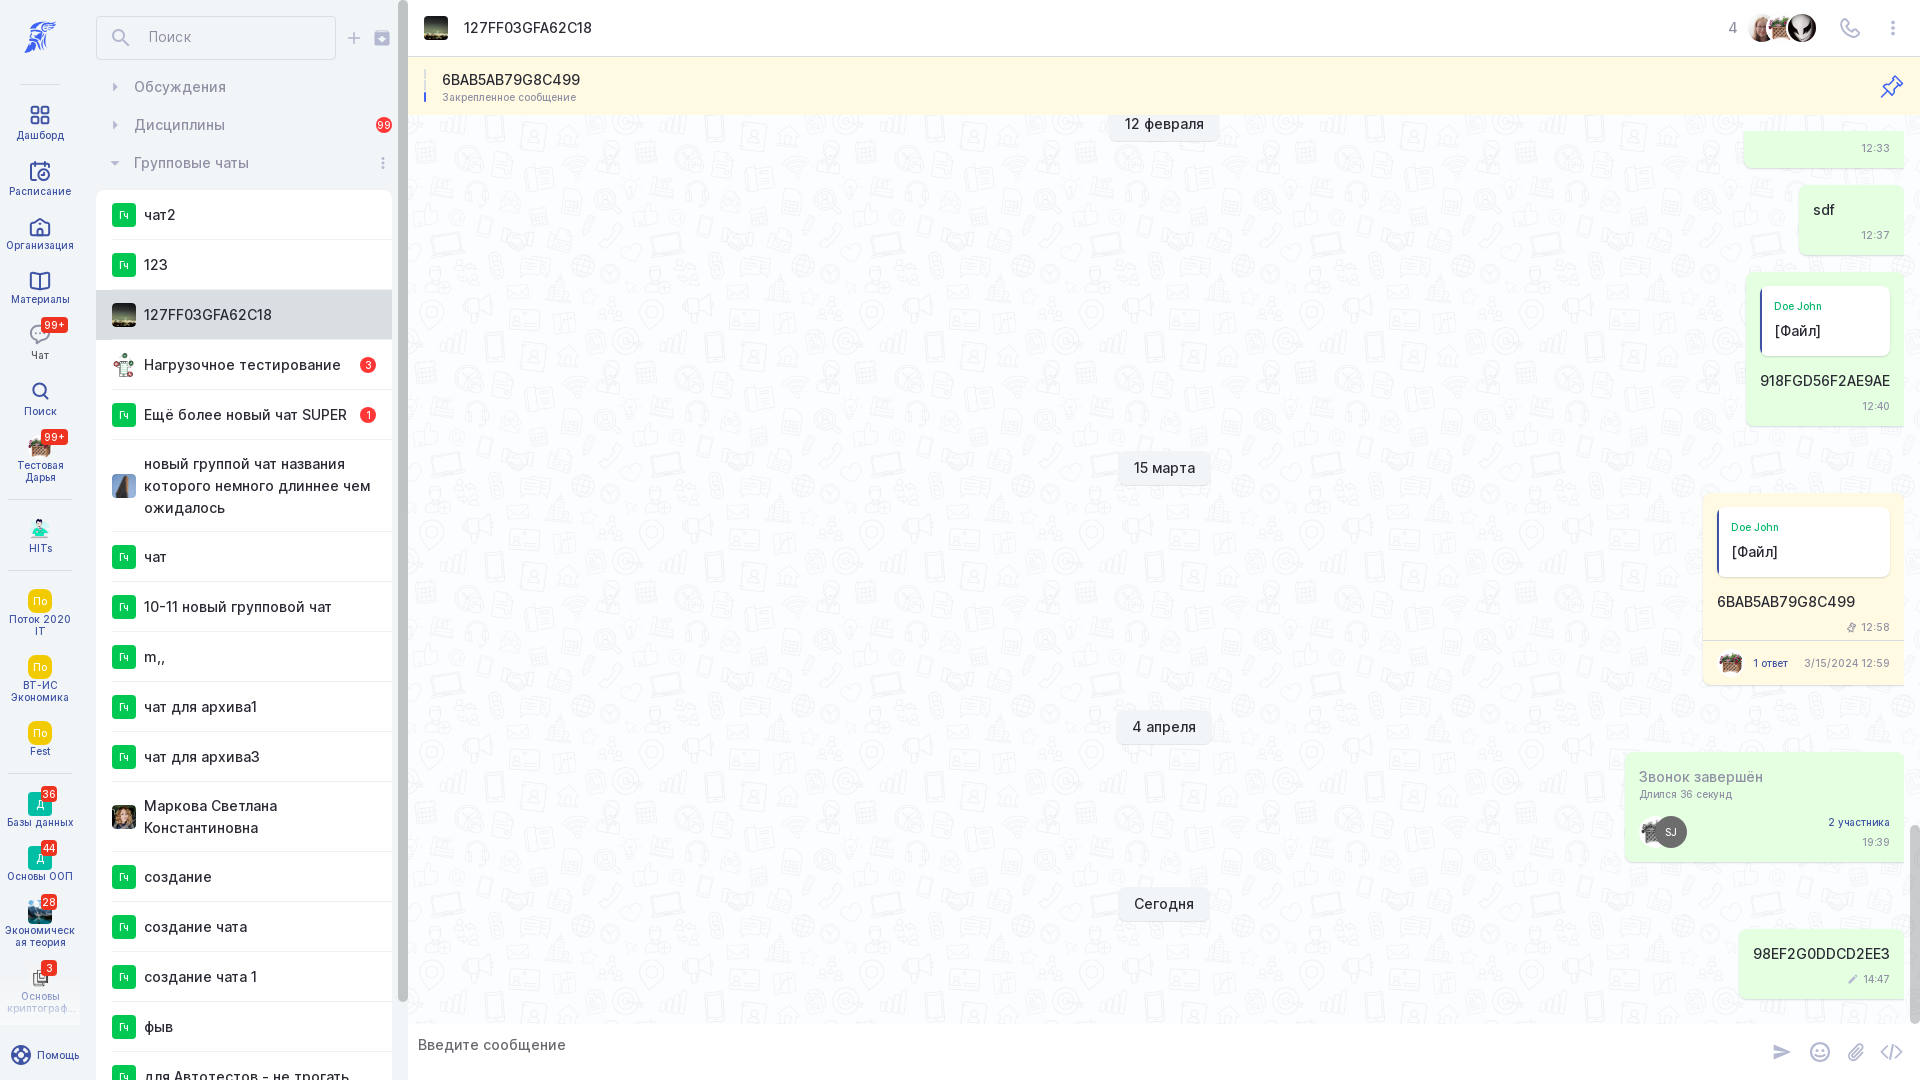 Дашборд
Расписание
Организация
Материалы
99+
Чат
Поиск
99+
Тестовая
Дарья
HITs
По
Поток 2020
IT
По
ВТ-ИС
Экономика
По
Fest
36
Д
Базы данных
44
Д
Основы ООП
28
Экономическ
ая теория
3
Основы
криптограф...
Помощь
Поиск
Обсуждения
Дисциплины
99
Групповые чаты
Гч
чат2
Гч
123
127FF03GFA62C18
Нагрузочное тестирование
3
Гч
Ещё более новый чат SUPER
1
новый группой чат названия
которого немного длиннее чем
ожидалось
Гч
чат
Гч
10-11 новый групповой чат
Гч
m,,
Гч
чат для архива1
Гч
чат для архива3
Маркова Светлана
Константиновна
Гч
создание
Гч
создание чата
Гч
создание чата 1
Гч
фыв
Гч
для Автотестов - не трогать
127FF03GFA62C18
4
6BAB5AB79G8C499
Закрепленное сообщение
12 февраля
12:33
sdf
12:37
Doe John
[Файл]
918FGD56F2AE9AE
12:40
15 марта
Doe John
[Файл]
6BAB5AB79G8C499
12:58
1 ответ
3/15/2024 12:59
4 апреля
Звонок завершён
Длился 36 секунд
SJ
2 участника
19:39
Сегодня
98EF2G0DDCD2EE3
14:47
Введите сообщение